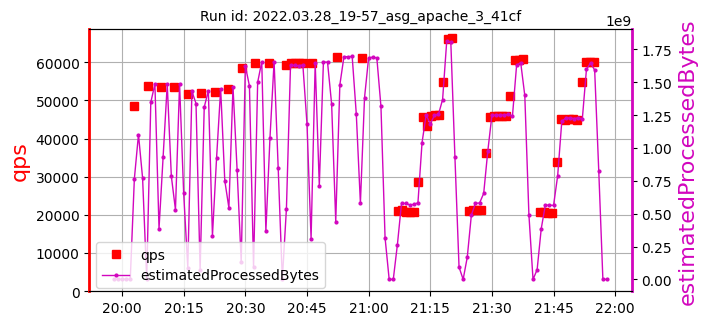 Run id: 2022.03.28_19-57_asg_apache_3_41cf
1e9
60000
50000
40000
30000
20000
10000
0
qps
1.75
1.50
1.25
1.00
0.75
0.50
0.25
0.00
estimatedProcessedBytes
qps
estimatedProcessedBytes
20:00 20:15 20:30 20:45 21:00 21:15 21:30 21:45 22:00